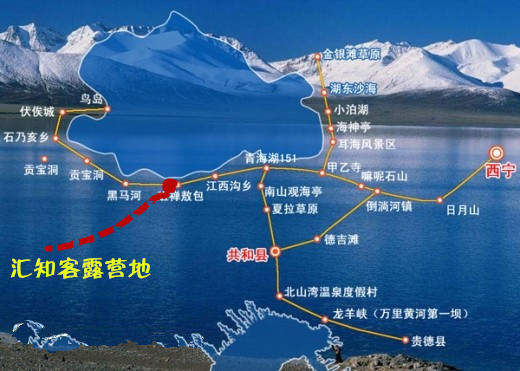 金银滩草原
湖东沙海
鸟岛
小泊湖
伏俟城
海神亭
石乃亥乡
耳海风景区
青海湖151
贡宝洞
贡宝洞
甲乙寺
西宁
嘛呢石山
黑马河
禅敖包
江西沟乡
南山观海亭
倒淌河镇
日月山
夏拉草原
德吉滩
共和县
汇知客露营地
北山湾温泉度假村
龙羊峡（万里黄河第一坝）
贵德县